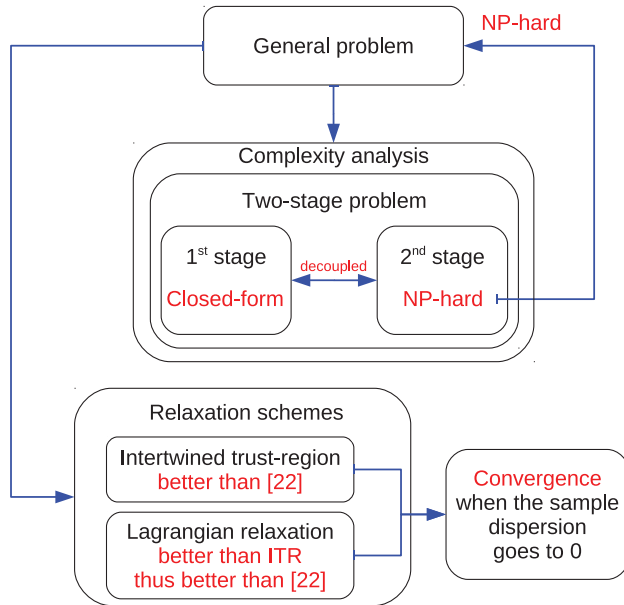 NP-hard
General problem
Complexity analysis
Two-stage problem
1st stage
decoupled
2nd stage
Closed-form
NP-hard
Relaxation schemes
Intertwined trust-region
better than [22]
Lagrangian relaxation
better than ITR
thus better than [22]
Convergence
when the sample
dispersion
goes to 0